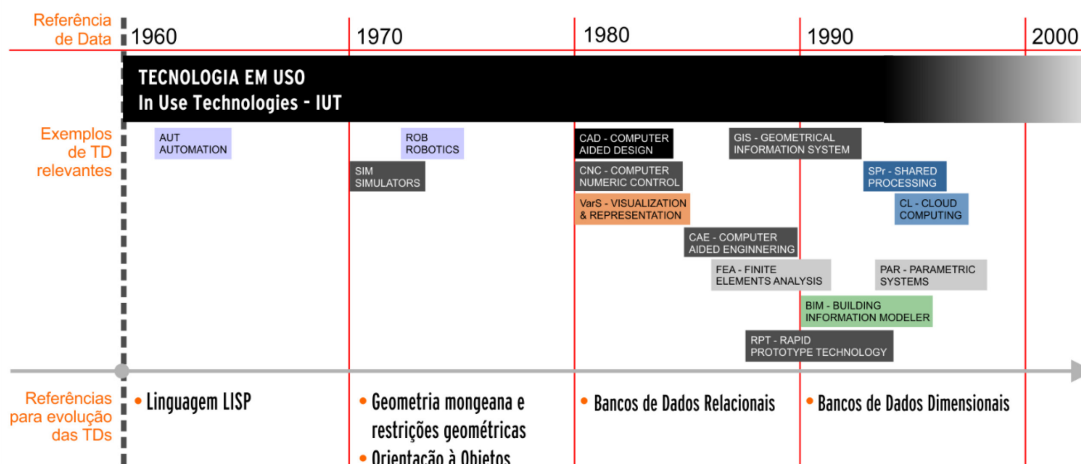 Referência
de Data
1960
1970
1980
1990
2000
TECNOLOGIA EM USO
In Use Technologies - IUT
Exemplos
de TD
relevantes
AUT
AUTOMATION
ROB
ROBOTICS
CAD - COMPUTER
AIDED DESIGN
GIS - GEOMETRICAL
INFORMATION SYSTEM
SIM
SIMULATORS
CNC - COMPUTER
NUMERIC CONTROL
SPr - SHARED
PROCESSING
VarS - VISUALIZATION
& REPRESENTATION
CL - CLOUD
COMPUTING
CAE - COMPUTER
AIDED ENGINNERING
FEA - FINITE
ELEMENTS ANALYSIS
PAR - PARAMETRIC
SYSTEMS
BIM - BUILDING
INFORMATION MODELER
RPT - RAPID
PROTOTYPE TECHNOLOGY
Referências
para evolução
das TDs
• Linguagem LISP
• Geometria mongeana e
restrições geométricas
• Orientação à Objetos
• Bancos de Dados Relacionais
• Bancos de Dados Dimensionais